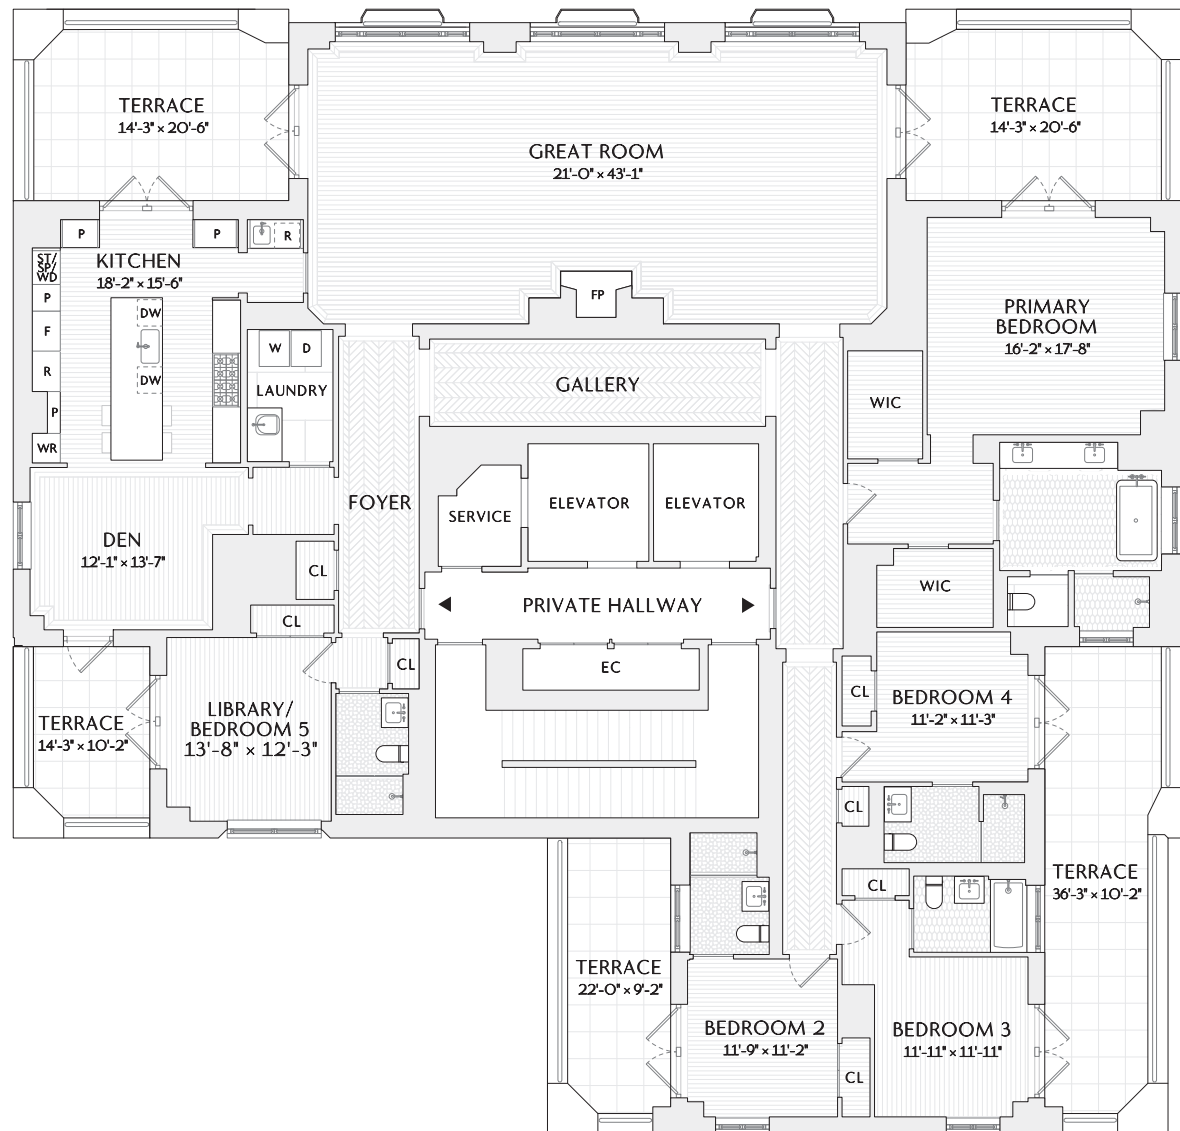 TERRACE
14'-3" × 20'-6"
GREAT ROOM
21'-0" × 43'-1"
TERRACE
14'-3" × 20'-6"
P
P
R
KITCHEN
18'-2" × 15'-6"
ST/
SP/
WD
P
F
R
P
WR
DW
DW
FP
PRIMARY
BEDROOM
16'-2" × 17'-8"
W
D
LAUNDRY
GALLERY
WIC
FOYER
SERVICE
ELEVATOR
ELEVATOR
DEN
12'-1" × 13'-7"
CL
CL
WIC
PRIVATE HALLWAY
EC
CL
LIBRARY/
BEDROOM 5
13'-8" × 12'-3"
TERRACE
14'-3" × 10'-2"
CL
BEDROOM 4
11'-2" × 11'-3"
CL
CL
TERRACE
36'-3" × 10'-2"
TERRACE
22'-0" × 9'-2"
BEDROOM 2
11'-9" × 11'-2"
CL
BEDROOM 3
11'-11" × 11'-11"